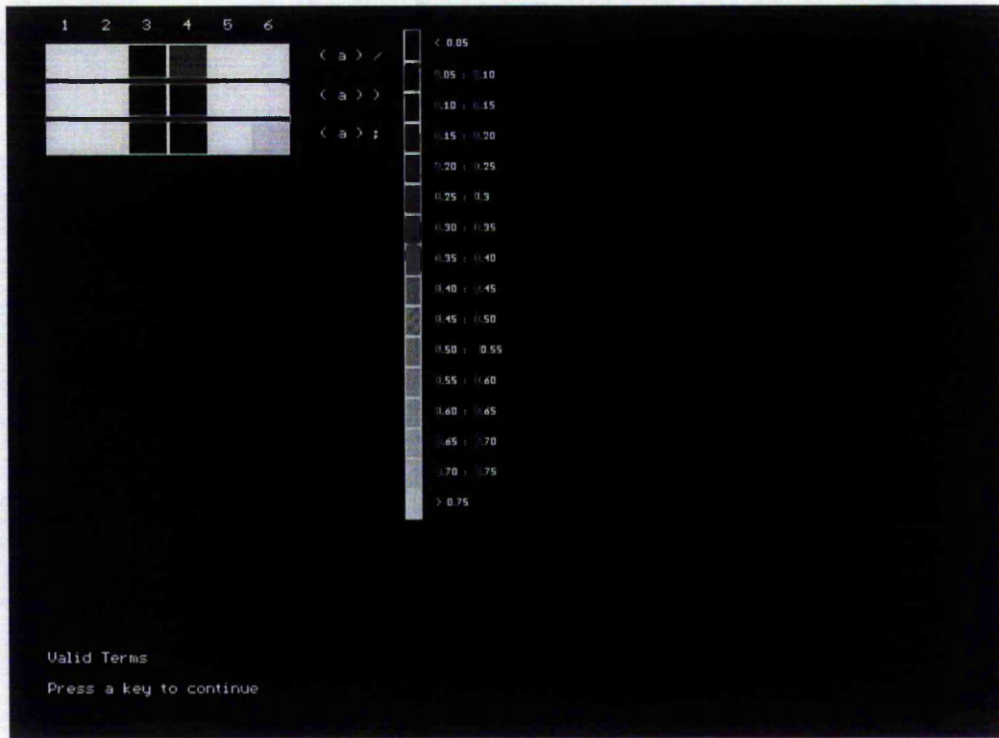 1 2 3 4 5 6
( a ) /
( a ) )
( a ) ;
< 0.05
0.05 : 0.10
0.10 : 0.15
0.15 : 0.20
0.20 : 0.25
0.25 : 0.3
0.30 : 0.35
0.35 : 0.40
0.40 : 0.45
0.45 : 0.50
0.50 : 0.55
0.55 : 0.60
0.60 : 0.65
0.65 : 0.70
0.70 : 0.75
> 0.75
Valid Terms
Press a key to continue